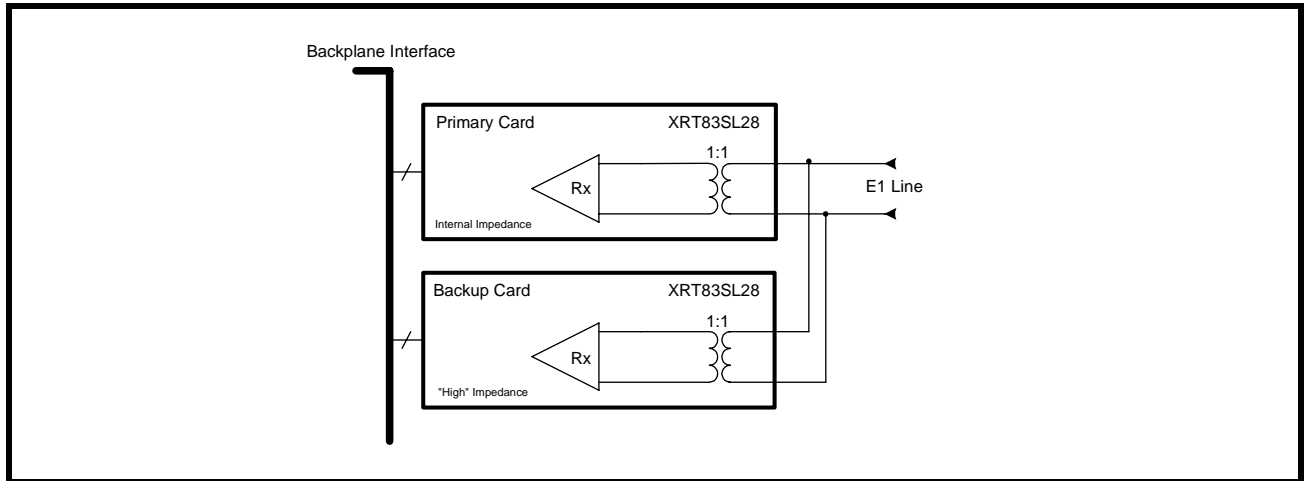 Backplane Interface
Primary Card XRT83SL28
1:1
Rx
E1 Line
Internal Impedance
Backup Card XRT83SL28
1:1
Rx
"High" Impedance